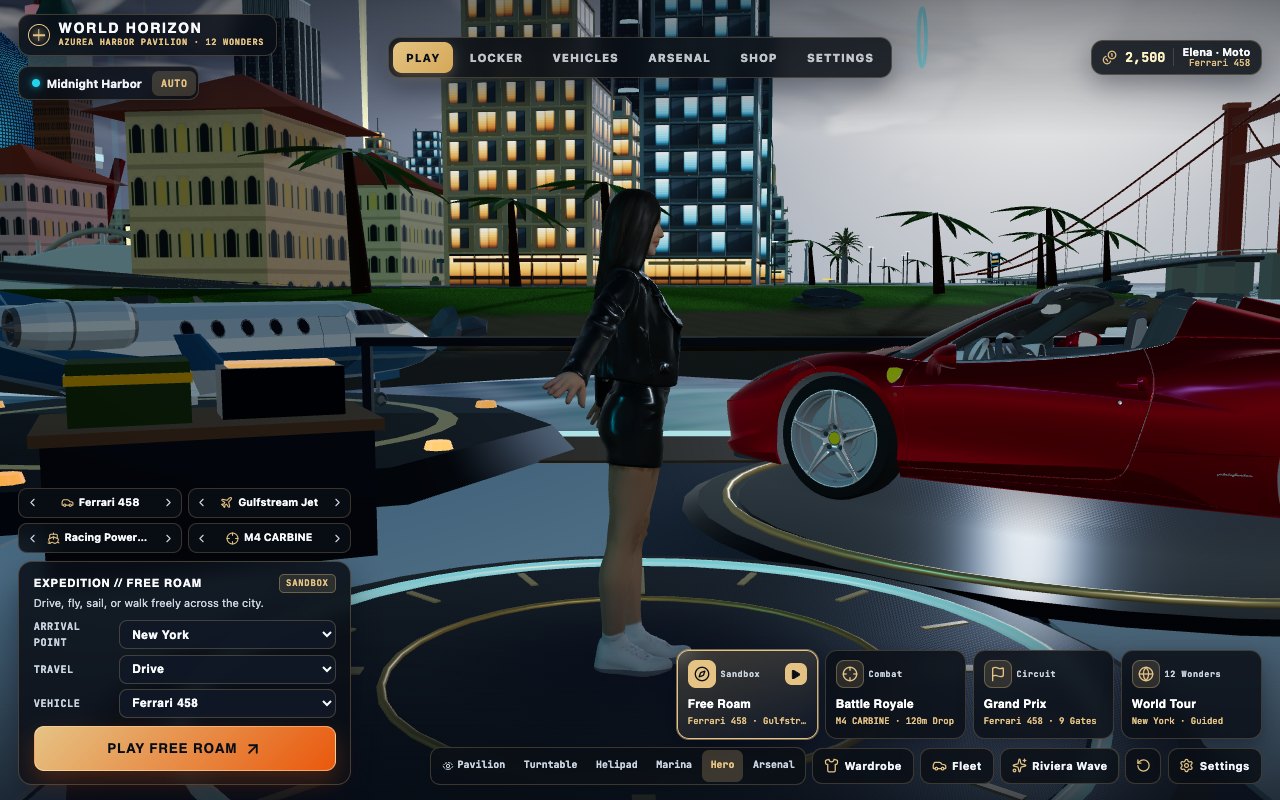 WORLD HORIZON
AZUREA HARBOR PAVILION · 12 WONDERS
Midnight Harbor AUTO
PLAY LOCKER VEHICLES ARSENAL SHOP SETTINGS
2,500
Elena · Moto
Ferrari 458
Ferrari 458
Gulfstream Jet
Racing Power...
M4 CARBINE
EXPEDITION // FREE ROAM SANDBOX
Drive, fly, sail, or walk freely across the city.
ARRIVAL POINT New York
TRAVEL Drive
VEHICLE Ferrari 458
PLAY FREE ROAM
Sandbox
Free Roam
Ferrari 458 · Gulfstr…
Combat
Battle Royale
M4 CARBINE · 120m Drop
Circuit
Grand Prix
Ferrari 458 · 9 Gates
12 Wonders
World Tour
New York · Guided
Pavilion Turntable Helipad Marina Hero Arsenal
Wardrobe
Fleet
Riviera Wave
Settings